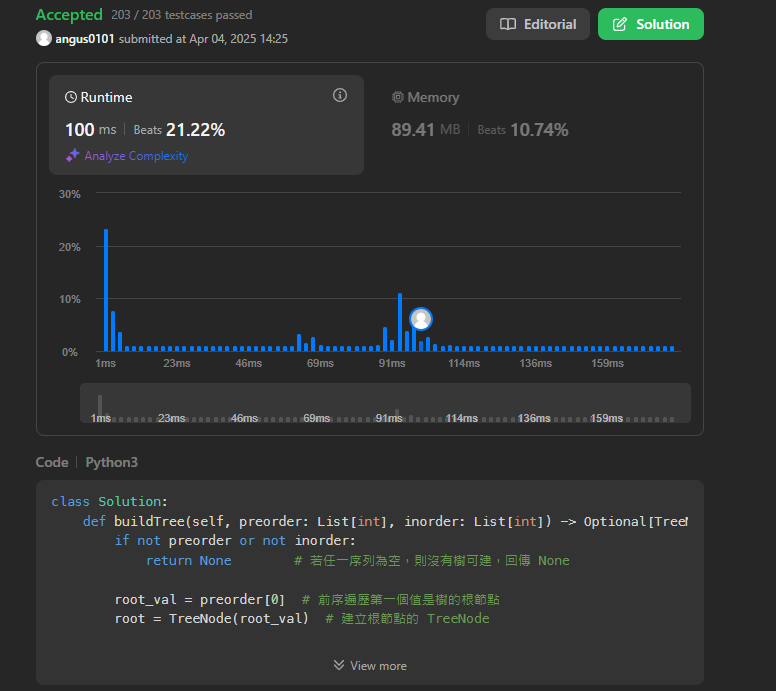 Accepted 203 / 203 testcases passed
Editorial
Solution
angus0101 submitted at Apr 04, 2025 14:25
Runtime
100 ms | Beats 21.22%
Analyze Complexity
Memory
89.41 MB | Beats 10.74%
30%
20%
10%
0%
1ms 23ms 46ms 69ms 91ms 114ms 136ms 159ms
1ms 23ms 46ms 69ms 91ms 114ms 136ms 159ms
Code | Python3
class Solution:
    def buildTree(self, preorder: List[int], inorder: List[int]) -> Optional[TreeN
        if not preorder or not inorder:
            return None        # 若任一序列為空，則沒有樹可建，回傳 None
        root_val = preorder[0]  # 前序遍歷第一個值是樹的根節點
        root = TreeNode(root_val)  # 建立根節點的 TreeNode
View more